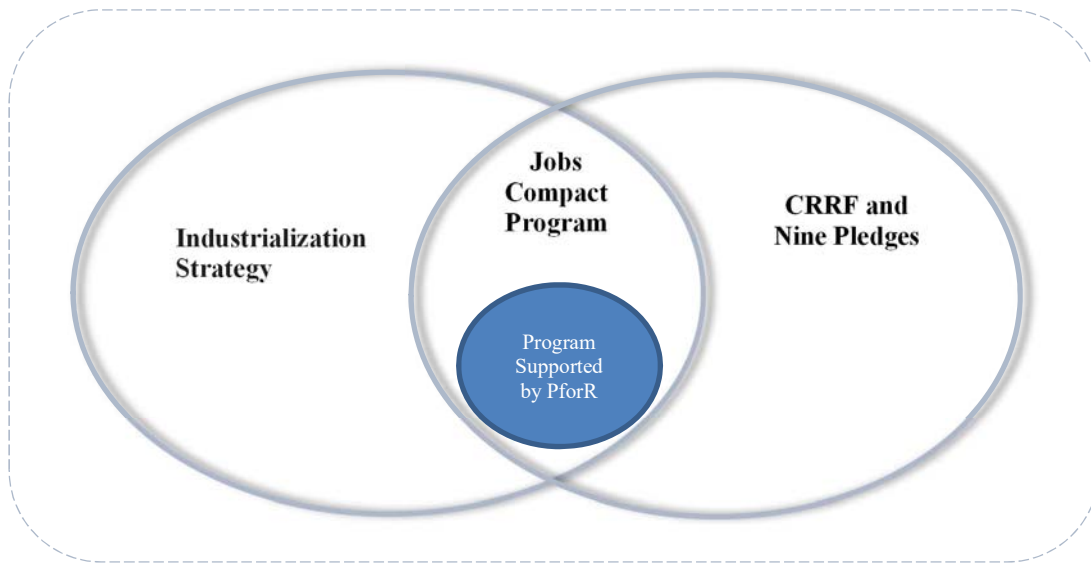 Industrialization
Strategy
Jobs
Compact
Program
CRRF and
Nine Pledges
Program
Supported
by PforR